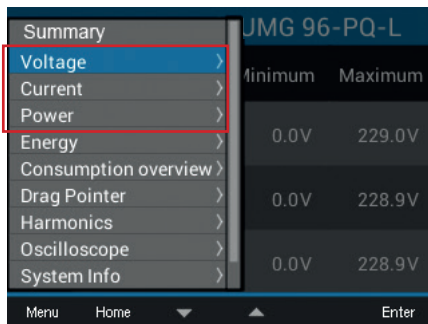 Summary
UMG 96-PQ-L
Voltage
Minimum Maximum
Current
Power
0.0V 229.0V
Energy
Consumption overview
Drag Pointer
0.0V 228.9V
Harmonics
Oscilloscope
0.0V 228.9V
System Info
Menu Home Enter